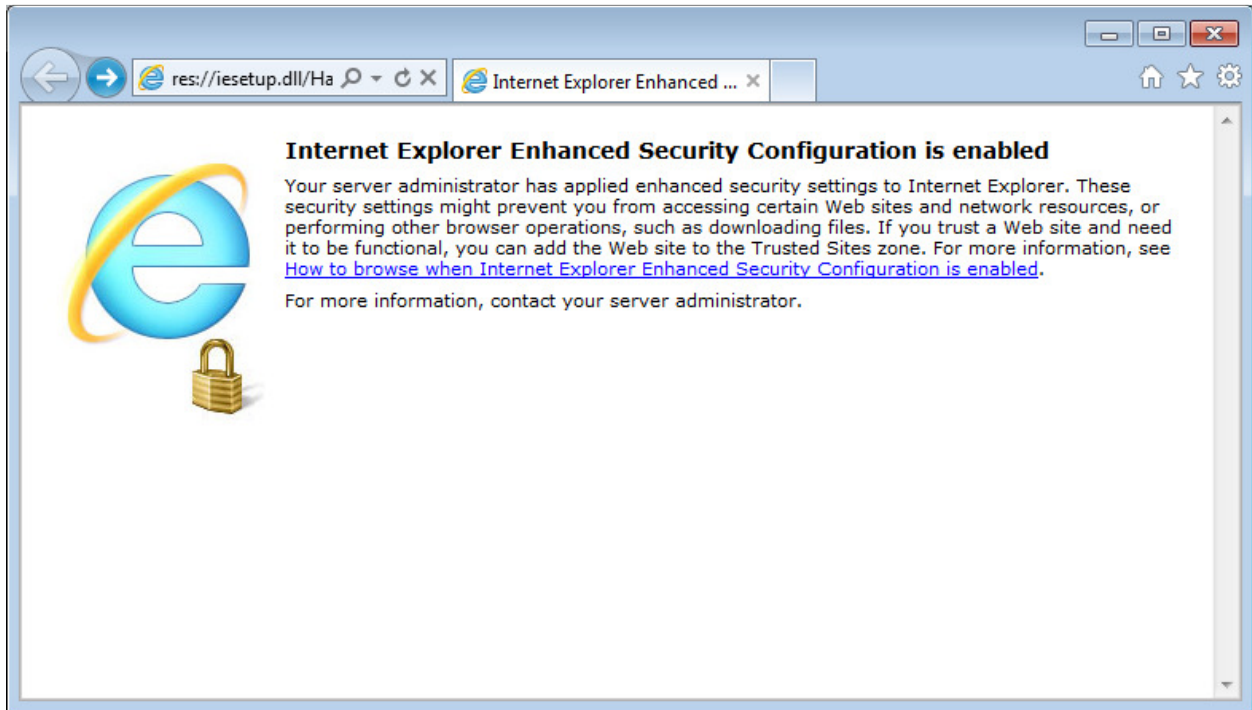 res://iesetup.dll/Ha
Internet Explorer Enhanced ...
Internet Explorer Enhanced Security Configuration is enabled
Your server administrator has applied enhanced security settings to Internet Explorer. These
security settings might prevent you from accessing certain Web sites and network resources, or
performing other browser operations, such as downloading files. If you trust a Web site and need
it to be functional, you can add the Web site to the Trusted Sites zone. For more information, see
How to browse when Internet Explorer Enhanced Security Configuration is enabled.
For more information, contact your server administrator.